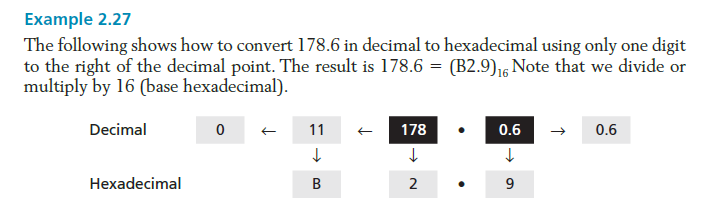 Example 2.27
The following shows how to convert 178.6 in decimal to hexadecimal using only one digit
to the right of the decimal point. The result is 178.6 = (B2.9)₁₆ Note that we divide or
multiply by 16 (base hexadecimal).
Decimal 0 ← 11 ← 178 • 0.6 → 0.6
↓ ↓ ↓
Hexadecimal B 2 • 9